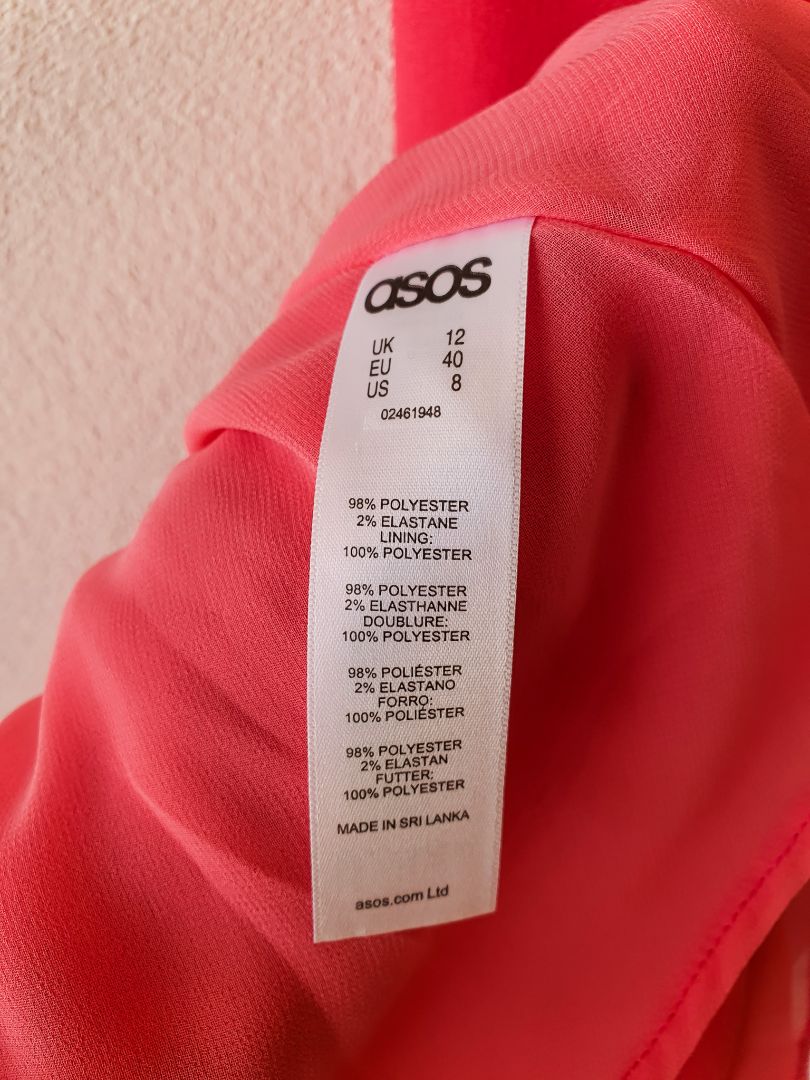 asos
UK 12
EU 40
US 8
02461948
98% POLYESTER
2% ELASTANE
LINING:
100% POLYESTER
98% POLYESTER
2% ELASTHANNE
DOUBLURE:
100% POLYESTER
98% POLIÉSTER
2% ELASTANO
FORRO:
100% POLIÉSTER
98% POLYESTER
2% ELASTAN
FUTTER:
100% POLYESTER
MADE IN SRI LANKA
asos.com Ltd